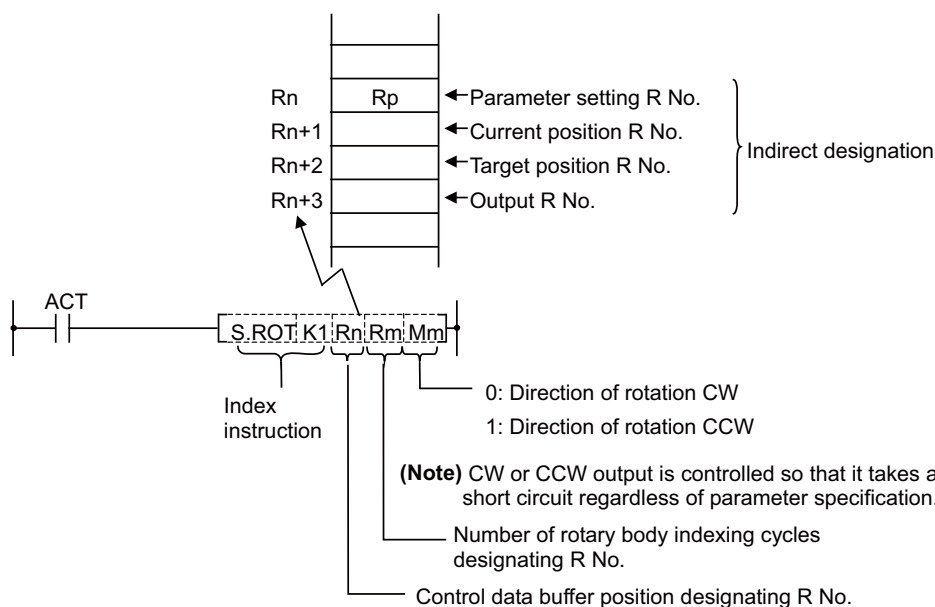 Rn Rp Parameter setting R No.
Rn+1 Current position R No.
Rn+2 Target position R No.
Rn+3 Output R No.
Indirect designation
ACT
S.ROT K1 Rn Rm Mm
Index
instruction
0: Direction of rotation CW
1: Direction of rotation CCW
(Note) CW or CCW output is controlled so that it takes a
short circuit regardless of parameter specification.
Number of rotary body indexing cycles
designating R No.
Control data buffer position designating R No.